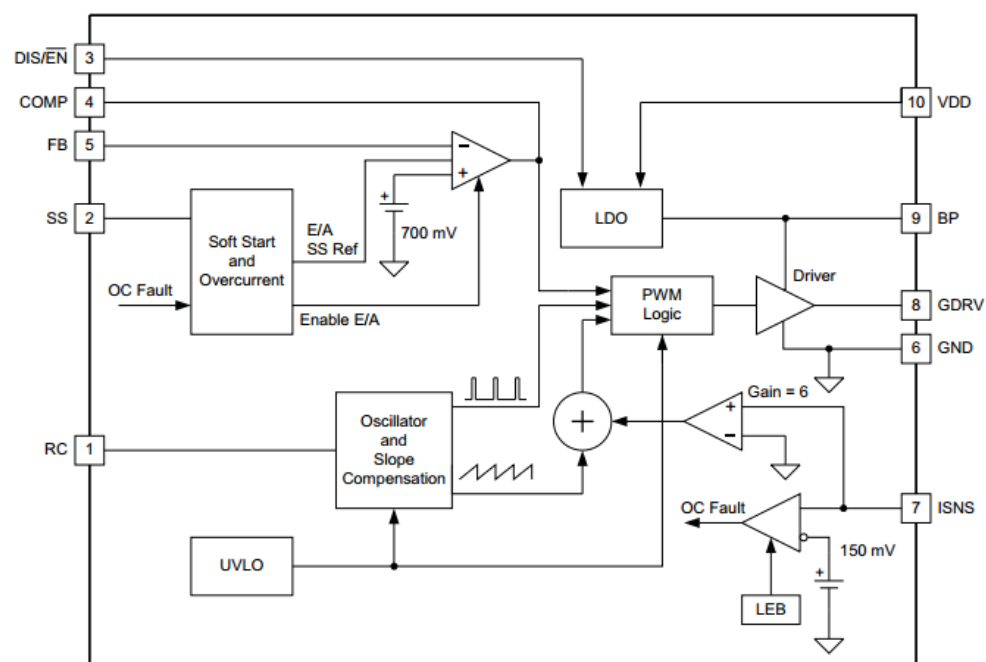 DIS/E̅N̅ 3
COMP 4
FB 5
SS 2
RC 1
10 VDD
9 BP
8 GDRV
6 GND
7 ISNS
−
+
+
700 mV
Soft Start
and
Overcurrent
E/A
SS Ref
OC Fault
Enable E/A
LDO
Driver
PWM
Logic
Gain = 6
+
−
+
Oscillator
and
Slope
Compensation
OC Fault
150 mV
+
UVLO
LEB